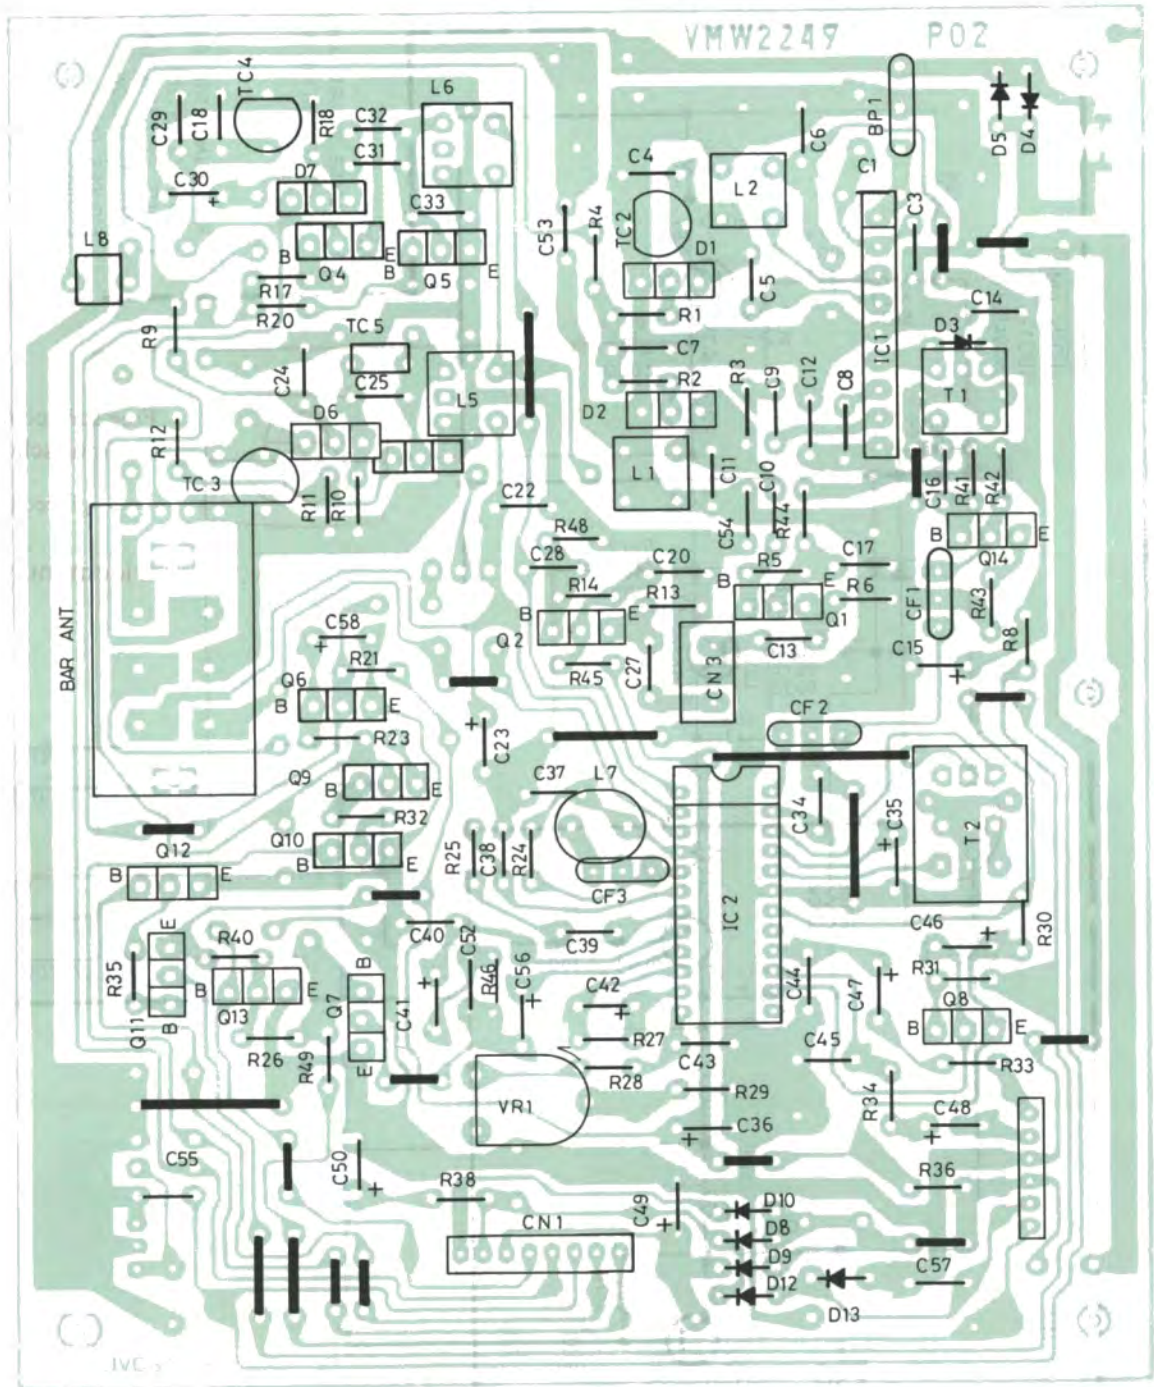 VMW2249 P02
TC4
L6
C29
C18
R18
C32
C31
C6
BP1
D5
D4
C30
+
D7
C4
L2
C1
C33
C53
R4
TC2
C3
L8
B
Q4
E
B
Q5
E
D1
C5
R17
R20
C14
R9
R1
D3
TC5
C7
IC1
C24
R2
R3
C9
C12
C8
T1
C25
L5
R12
D6
D2
TC3
L1
C11
C10
C16
R41
R42
R11
R10
C22
C54
R44
R48
B
E
Q14
C28
C20
R5
C17
R14
R13
B
E
R6
CF1
R43
BAR ANT
B
E
Q1
C58
+
Q2
C13
R8
R21
R45
C27
CN3
C15
+
Q6
B
E
CF2
+
C23
R23
Q9
B
E
C37
L7
C34
C35
+
T2
R32
Q12
Q10
B
E
R25
C38
R24
B
E
CF3
IC2
C40
C52
C39
C46
+
R30
E
R40
R35
B
R46
C56
+
C44
C47
+
R31
B
E
Q7
C41
+
C42
+
Q8
B
E
Q11
B
Q13
R27
R26
R49
E
C43
C45
R33
R28
VR1
R29
R34
C36
+
C48
+
C55
C50
+
R38
C49
+
R36
D10
CN1
D8
D9
C57
D12
D13
JVC